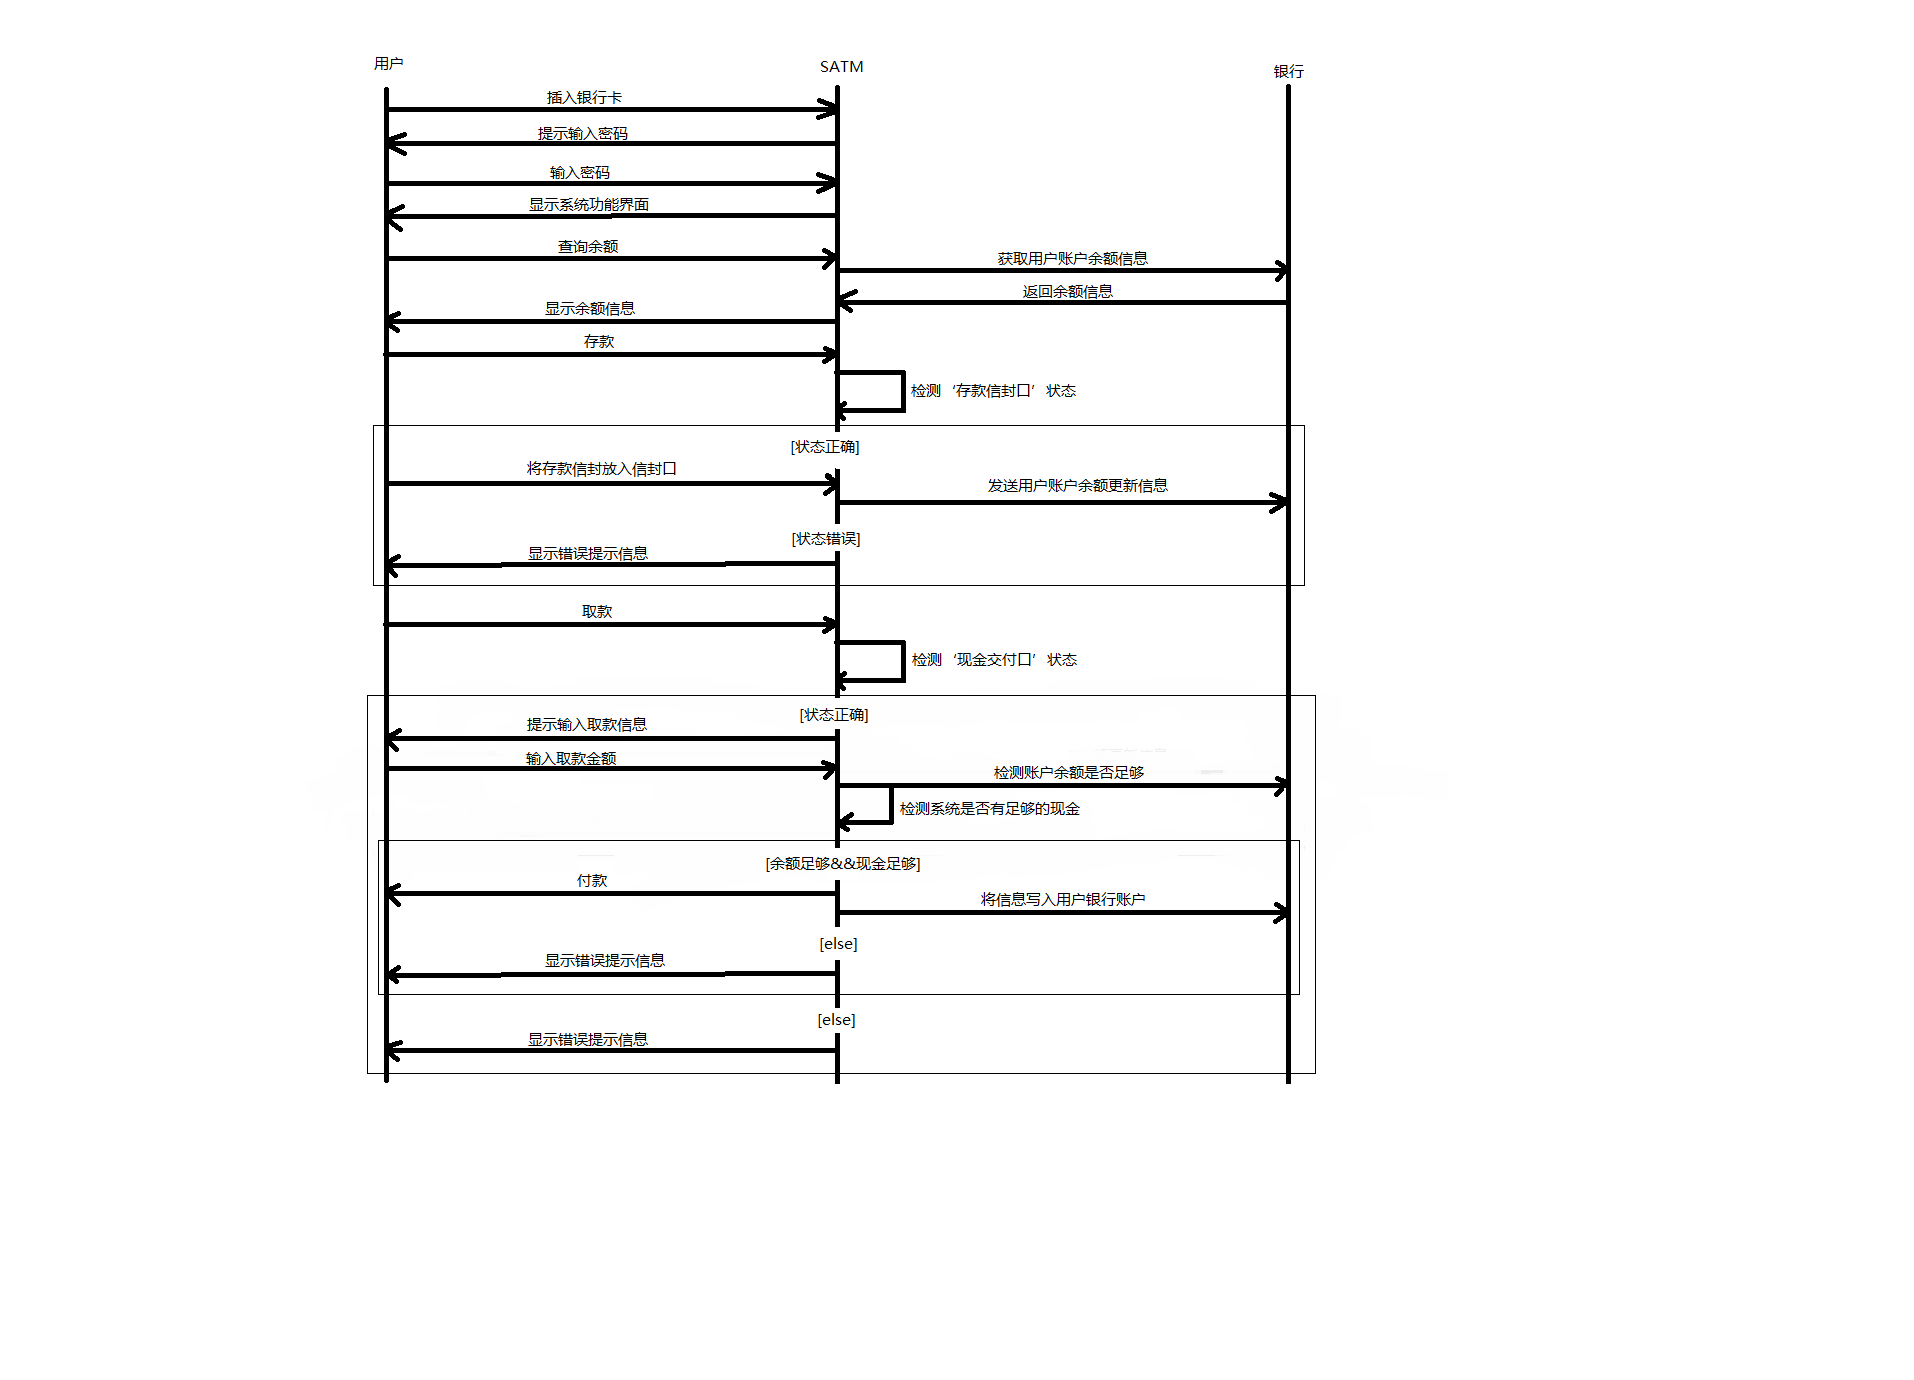 用户
SATM
银行
插入银行卡
提示输入密码
输入密码
显示系统功能界面
查询余额
获取用户账户余额信息
返回余额信息
显示余额信息
存款
检测‘存款信封口’状态
[状态正确]
将存款信封放入信封口
发送用户账户余额更新信息
[状态错误]
显示错误提示信息
取款
检测‘现金交付口’状态
[状态正确]
提示输入取款信息
输入取款金额
检测账户余额是否足够
检测系统是否有足够的现金
[余额足够&&现金足够]
付款
将信息写入用户银行账户
[else]
显示错误提示信息
[else]
显示错误提示信息